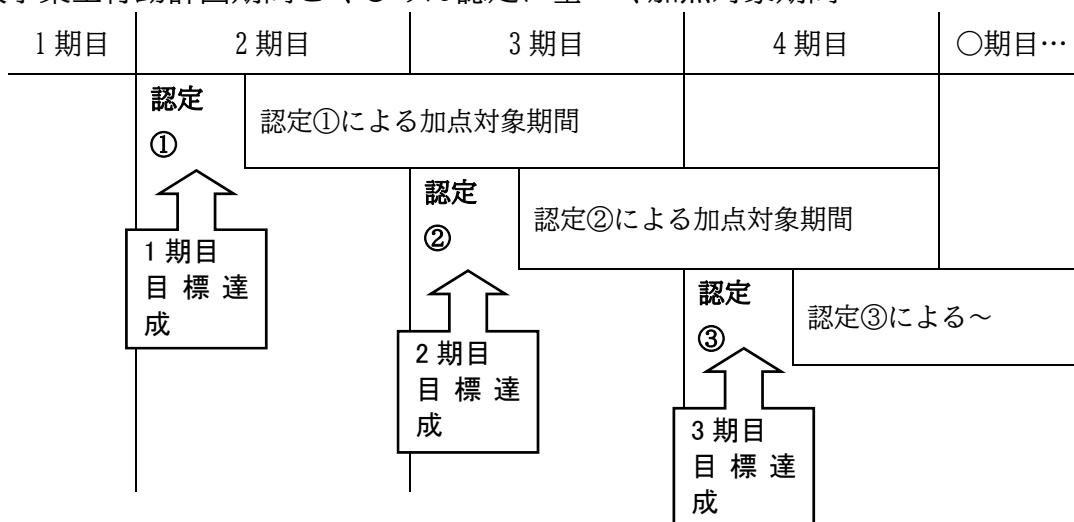 1期目 2期目 3期目 4期目 ○期目…
認定
①
認定①による加点対象期間
1期目
目標達
成
認定
②
認定②による加点対象期間
2期目
目標達
成
認定
③
認定③による～
3期目
目標達
成